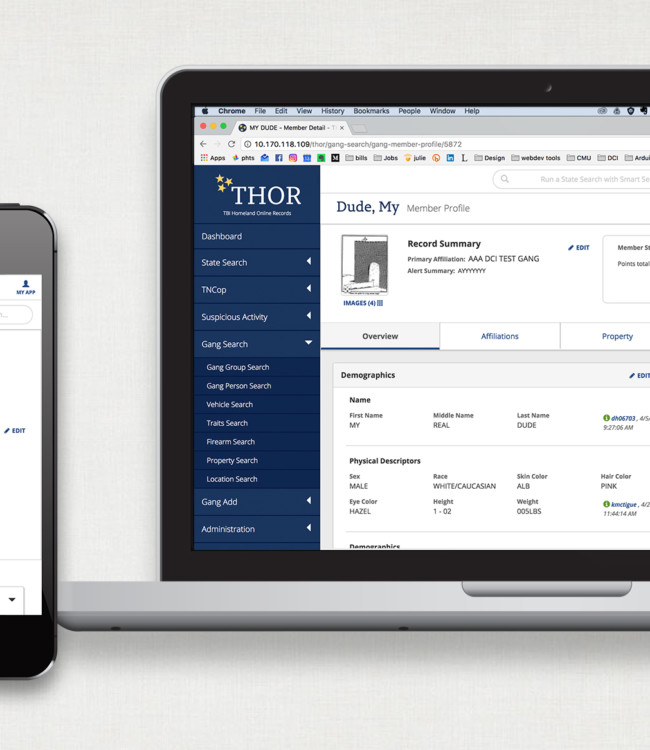 Chrome File Edit View History Bookmarks People Window Help
MY DUDE - Member Detail - T
10.170.118.109/thor/gang-search/gang-member-profile/5872
Apps phts bills Jobs julie Design webdev tools CMU DCI Ardui
THOR
TBI Homeland Online Records
Run a State Search with Smart Se
Dude, My Member Profile
Dashboard
State Search
TNCop
Suspicious Activity
Gang Search
Gang Group Search
Gang Person Search
Vehicle Search
Traits Search
Firearm Search
Property Search
Location Search
Gang Add
Administration
Record Summary
EDIT
Primary Affiliation: AAA DCI TEST GANG
Alert Summary: AYYYYYYY
IMAGES (4)
Member St
Points total
Overview Affiliations Property
Demographics
EDIT
Name
First Name Middle Name Last Name
MY REAL DUDE
dh06703 , 4/5/
9:27:06 AM
Physical Descriptors
Sex Race Skin Color Hair Color
MALE WHITE/CAUCASIAN ALB PINK
Eye Color Height Weight
HAZEL 1 - 02 005LBS
kmctigue , 4/2
11:44:14 AM
Demographics
MY APP
EDIT